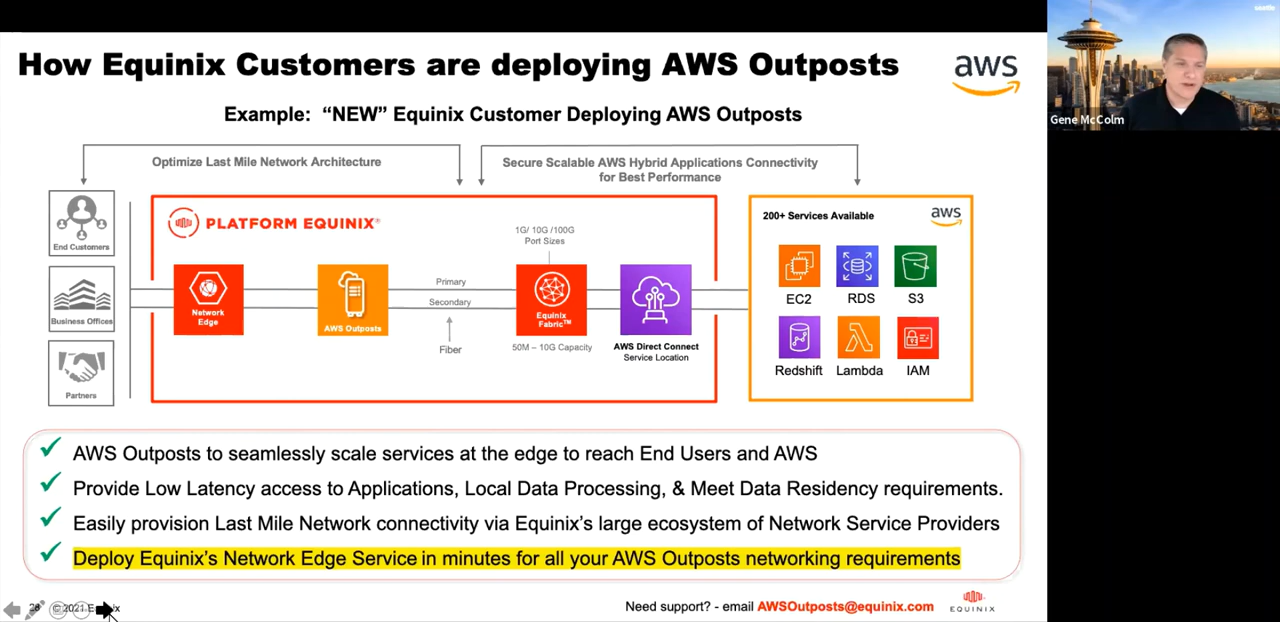 How Equinix Customers are deploying AWS Outposts
aws
Example: “NEW” Equinix Customer Deploying AWS Outposts
Gene McColm
Optimize Last Mile Network Architecture
Secure Scalable AWS Hybrid Applications Connectivity
for Best Performance
End Customers
Business Offices
Partners
PLATFORM EQUINIX®
1G/ 10G /100G
Port Sizes
Network
Edge
AWS Outposts
Primary
Secondary
Fiber
Equinix
Fabric™
50M – 10G Capacity
AWS Direct Connect
Service Location
200+ Services Available
aws
EC2
RDS
S3
Redshift
Lambda
IAM
AWS Outposts to seamlessly scale services at the edge to reach End Users and AWS
Provide Low Latency access to Applications, Local Data Processing, & Meet Data Residency requirements.
Easily provision Last Mile Network connectivity via Equinix’s large ecosystem of Network Service Providers
Deploy Equinix’s Network Edge Service in minutes for all your AWS Outposts networking requirements
© 2021
Need support? - email AWSOutposts@equinix.com
EQUINIX